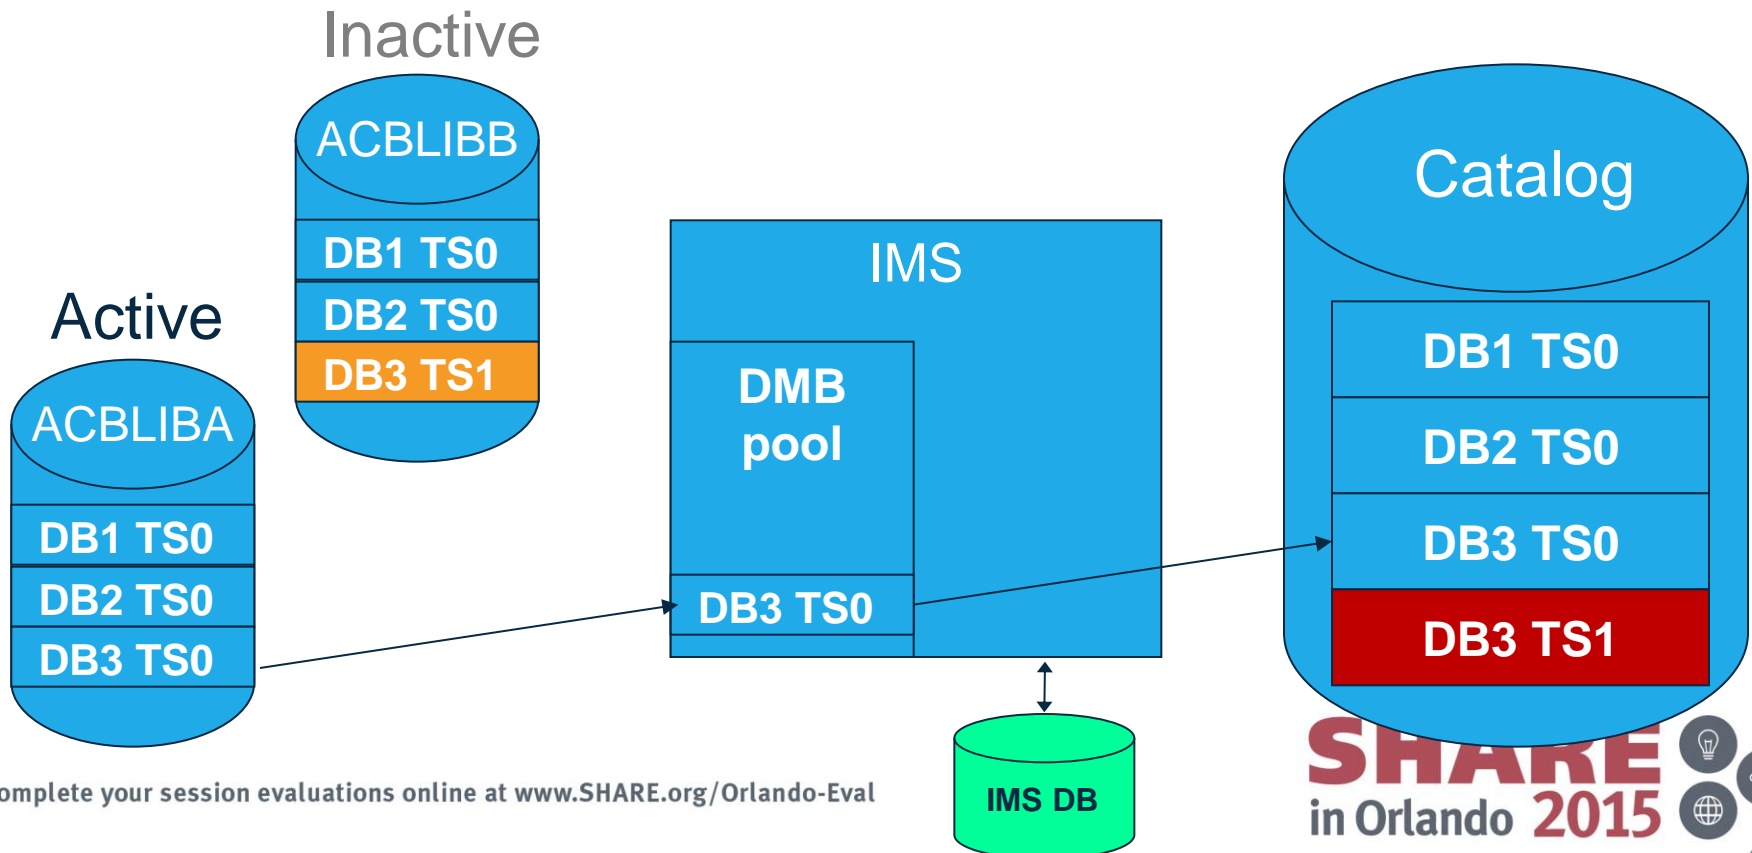 Inactive
ACBLIBB
DB1 TS0
DB2 TS0
DB3 TS1
Active
ACBLIBA
DB1 TS0
DB2 TS0
DB3 TS0
IMS
DMB
pool
DB3 TS0
IMS DB
Catalog
DB1 TS0
DB2 TS0
DB3 TS0
DB3 TS1
omplete your session evaluations online at www.SHARE.org/Orlando-Eval
SHARE
in Orlando 2015